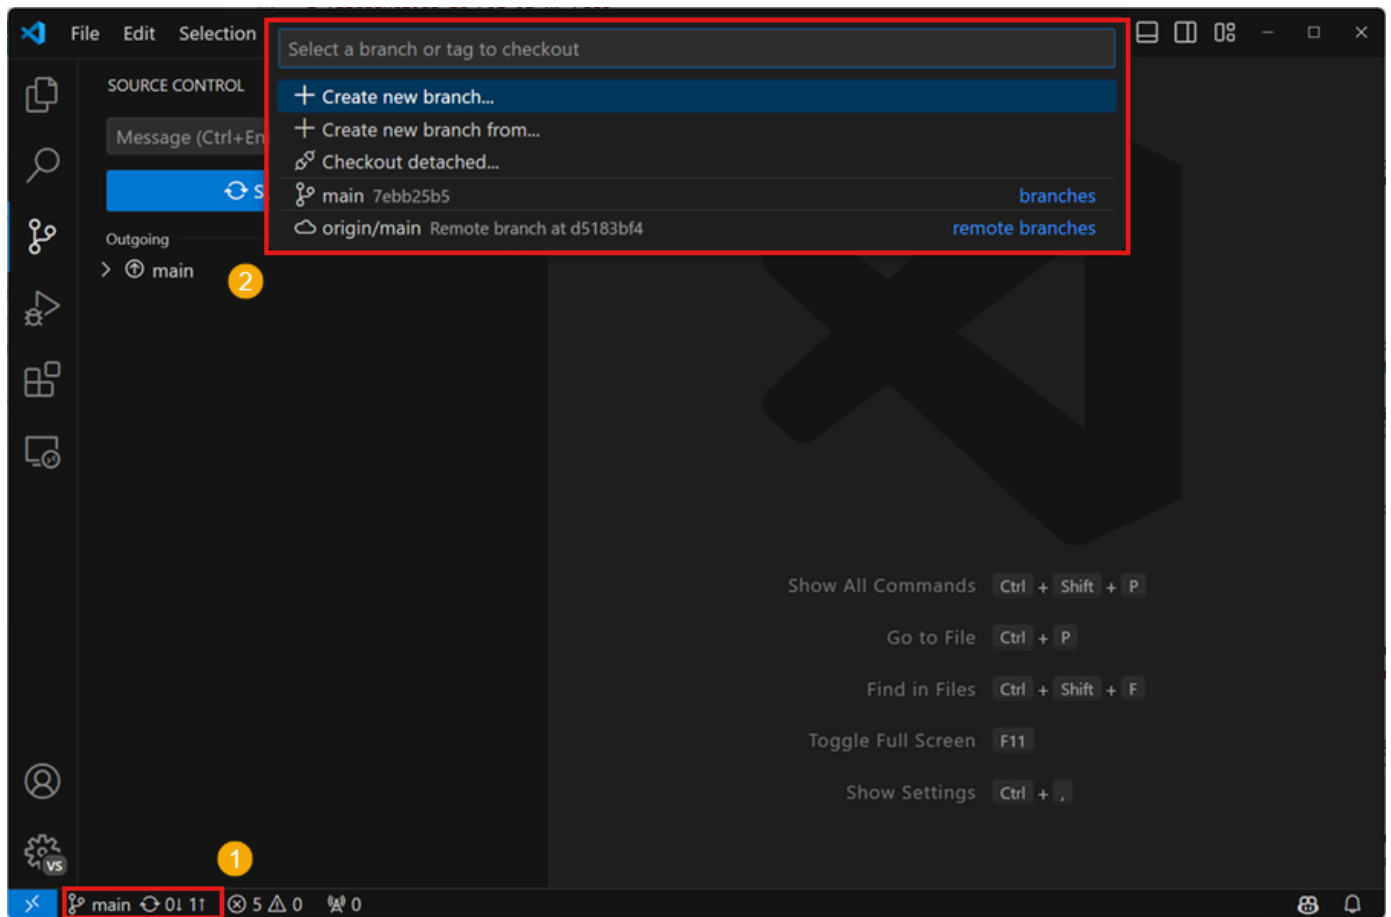 File Edit Selection
Select a branch or tag to checkout
SOURCE CONTROL
Create new branch...
Message (Ctrl+En
Create new branch from...
Checkout detached...
S
main 7ebb25b5 branches
origin/main Remote branch at d5183bf4 remote branches
Outgoing
main
2
Show All Commands Ctrl + Shift + P
Go to File Ctrl + P
Find in Files Ctrl + Shift + F
Toggle Full Screen F11
Show Settings Ctrl + ,
1
VS
main 0↓ 1↑ 5 0 0